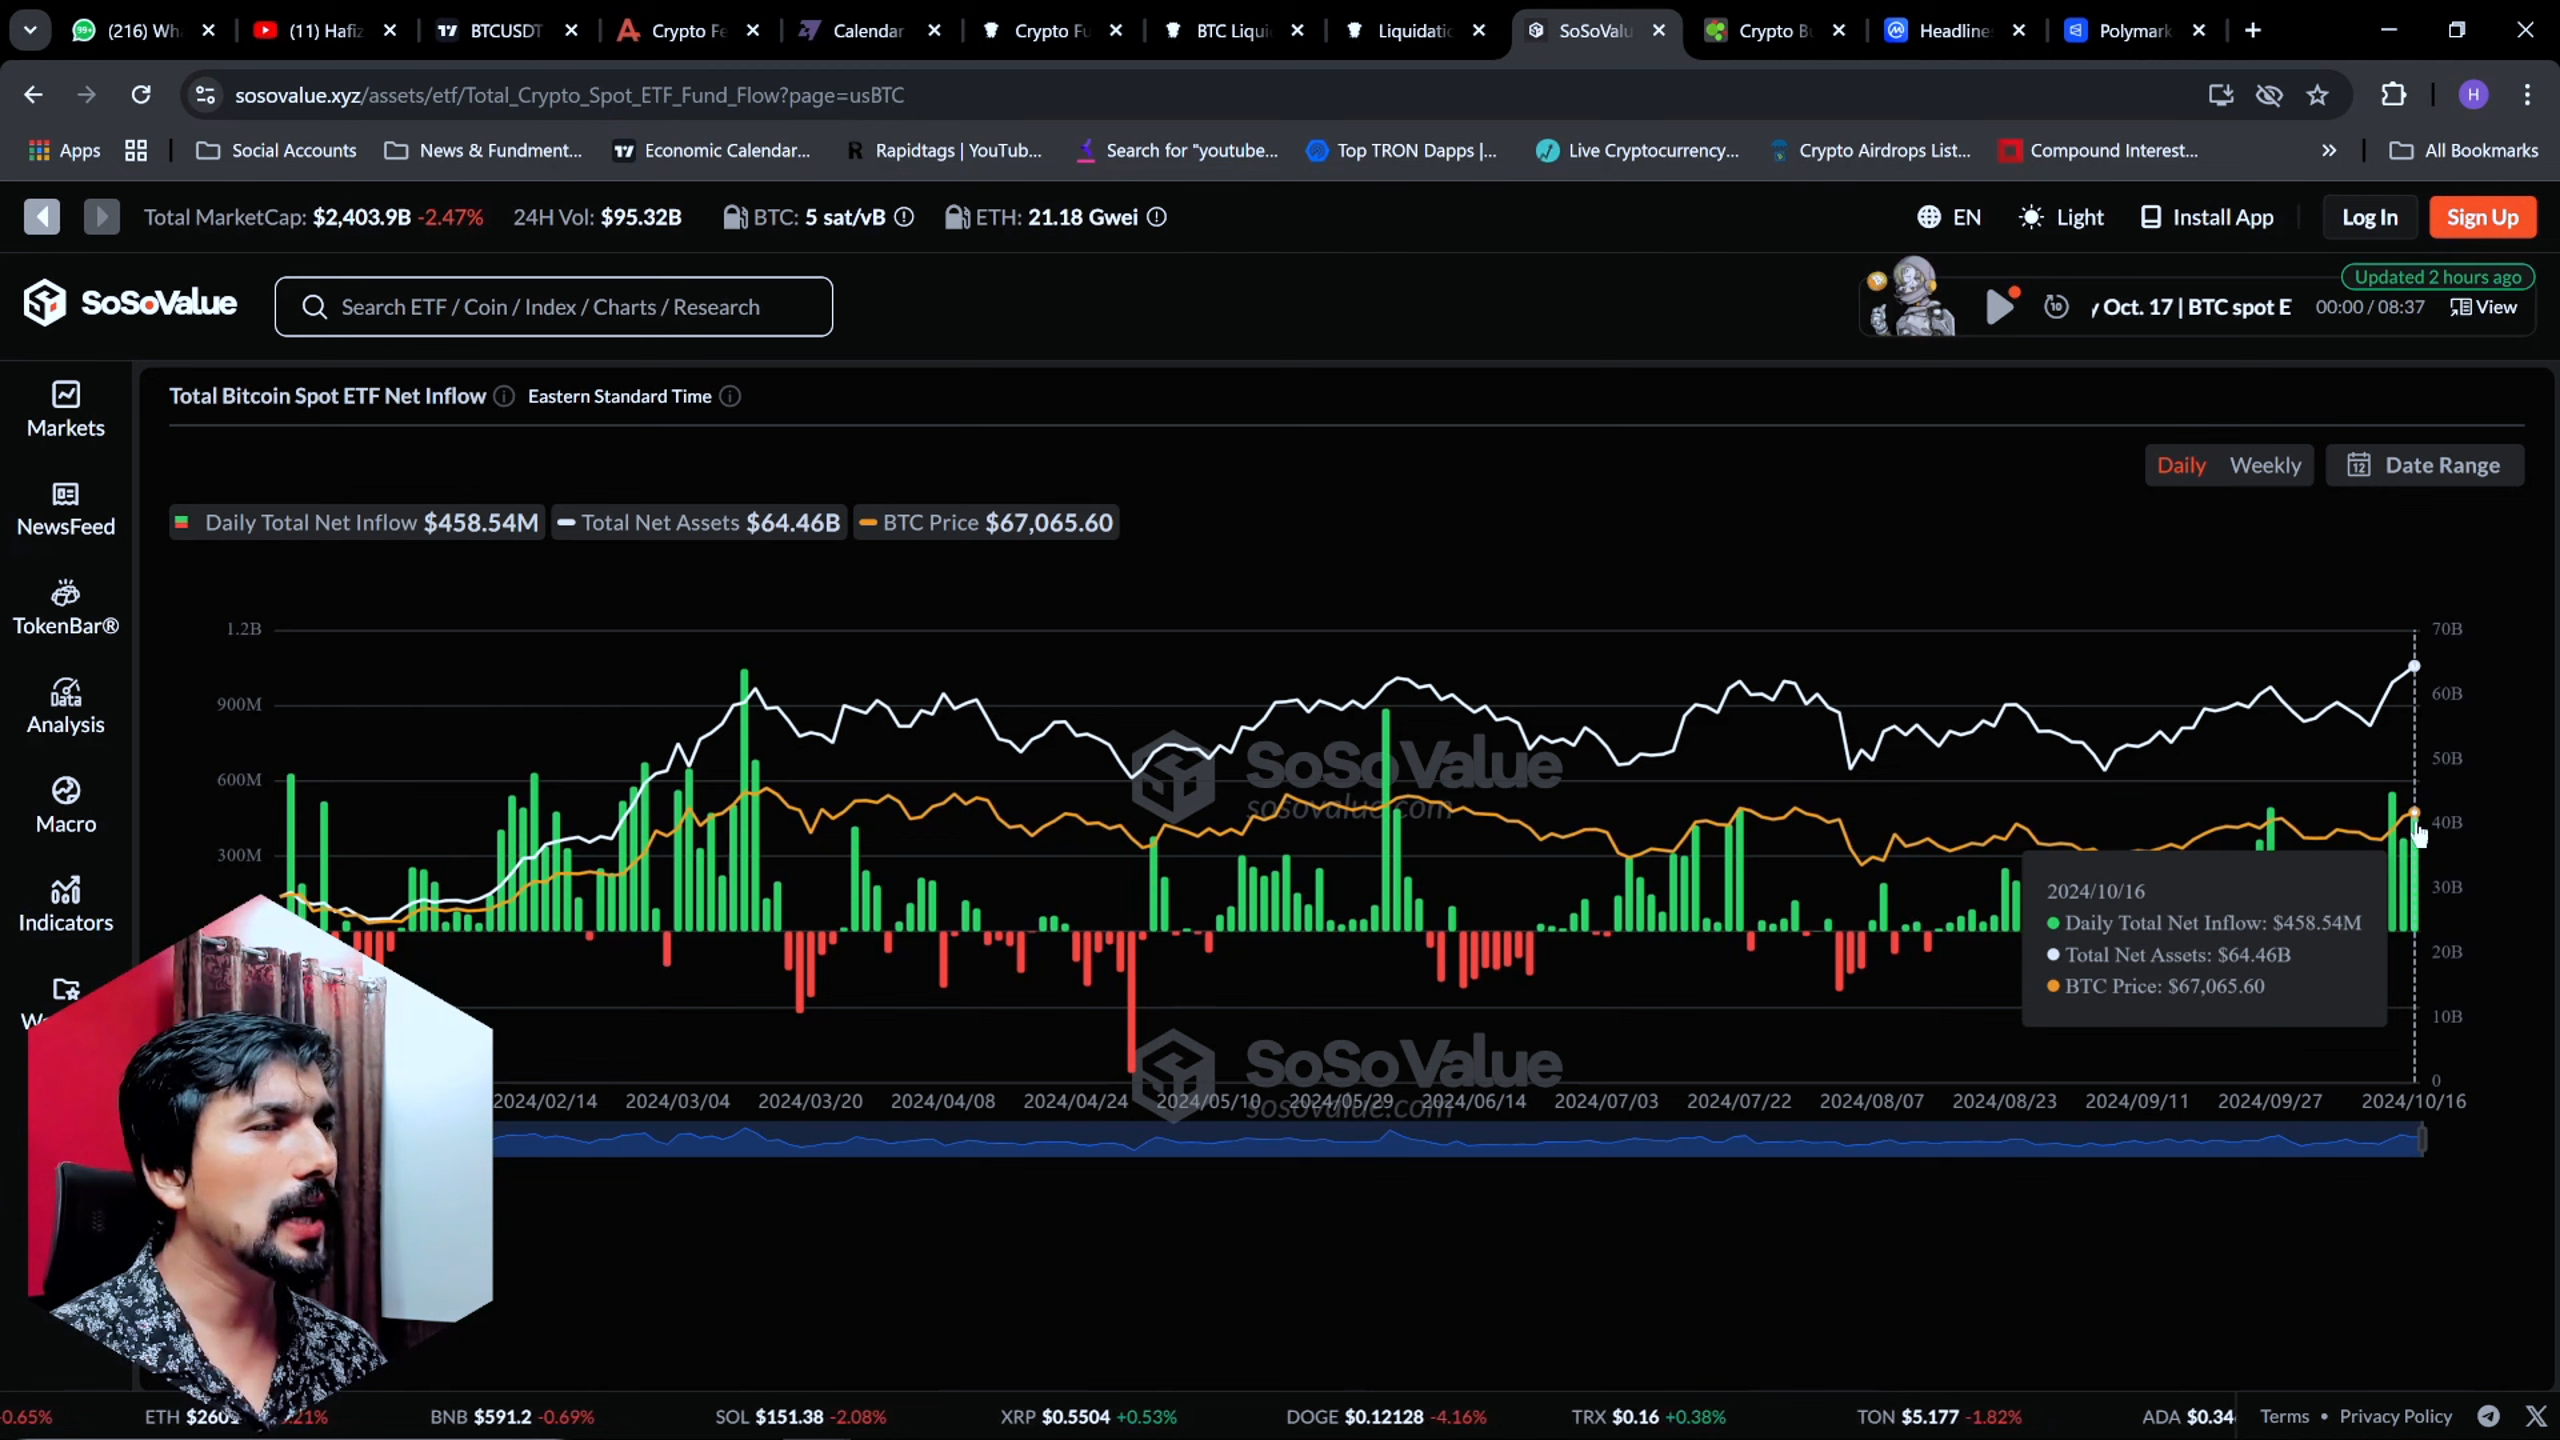 (216) Wh
(11) Hafiz
BTCUSDT
Crypto Fe
Calendar
Crypto Fu
BTC Liqui
Liquidatio
SoSoValu
Crypto Bu
Headline
Polymark
sosovalue.xyz/assets/etf/Total_Crypto_Spot_ETF_Fund_Flow?page=usBTC
H
Apps
Social Accounts
News & Fundment...
Economic Calendar...
Rapidtags | YouTub...
Search for "youtube...
Top TRON Dapps |...
Live Cryptocurrency...
Crypto Airdrops List...
Compound Interest...
All Bookmarks
Total MarketCap: $2,403.9B -2.47%
24H Vol: $95.32B
BTC: 5 sat/vB
ETH: 21.18 Gwei
EN
Light
Install App
Log In
Sign Up
SoSoValue
Search ETF / Coin / Index / Charts / Research
Updated 2 hours ago
10
Oct. 17 | BTC spot E
00:00 / 08:37
View
Markets
NewsFeed
TokenBar®
Data
Analysis
Macro
Indicators
Total Bitcoin Spot ETF Net Inflow
Eastern Standard Time
Daily
Weekly
12
Date Range
Daily Total Net Inflow $458.54M
Total Net Assets $64.46B
BTC Price $67,065.60
1.2B
900M
600M
300M
70B
60B
50B
40B
30B
20B
10B
0
SoSoValue
sosovalue.com
2024/10/16
Daily Total Net Inflow: $458.54M
Total Net Assets: $64.46B
BTC Price: $67,065.60
SoSoValue
sosovalue.com
2024/02/14
2024/03/04
2024/03/20
2024/04/08
2024/04/24
2024/05/10
2024/05/29
2024/06/14
2024/07/03
2024/07/22
2024/08/07
2024/08/23
2024/09/11
2024/09/27
2024/10/16
0.65%
ETH $2601
21%
BNB $591.2 -0.69%
SOL $151.38 -2.08%
XRP $0.5504 +0.53%
DOGE $0.12128 -4.16%
TRX $0.16 +0.38%
TON $5.177 -1.82%
ADA $0.34
Terms • Privacy Policy